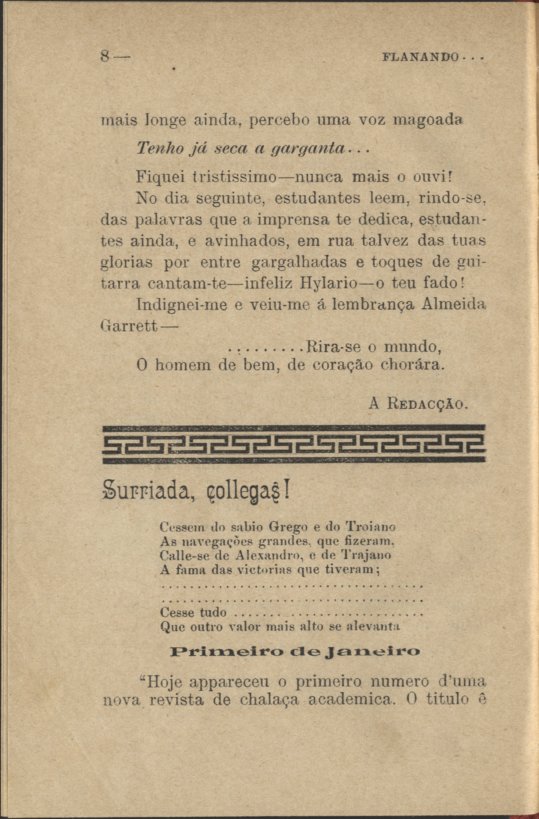 8 —
FLANANDO...
mais longe ainda, percebo uma voz magoada
Tenho já seca a garganta...
Fiquei tristissimo—nunca mais o ouvi!
No dia seguinte, estudantes leem, rindo-se,
das palavras que a imprensa te dedica, estudan-
tes ainda, e avinhados, em rua talvez das tuas
glorias por entre gargalhadas e toques de gui-
tarra cantam-te—infeliz Hylario—o teu fado!
Indignei-me e veiu-me á lembrança Almeida
Garrett—
.........Rira-se o mundo,
O homem de bem, de coração chorára.
A REDACÇÃO.
Surriada, collegas!
Cessem do sabio Grego e do Troiano
As navegações grandes, que fizeram,
Calle-se de Alexandro, e de Trajano
A fama das victorias que tiveram;
....................................
....................................
Cesse tudo .........................
Que outro valor mais alto se alevanta
Primeiro de Janeiro
“Hoje appareceu o primeiro numero d'uma
nova revista de chalaça academica. O titulo ê